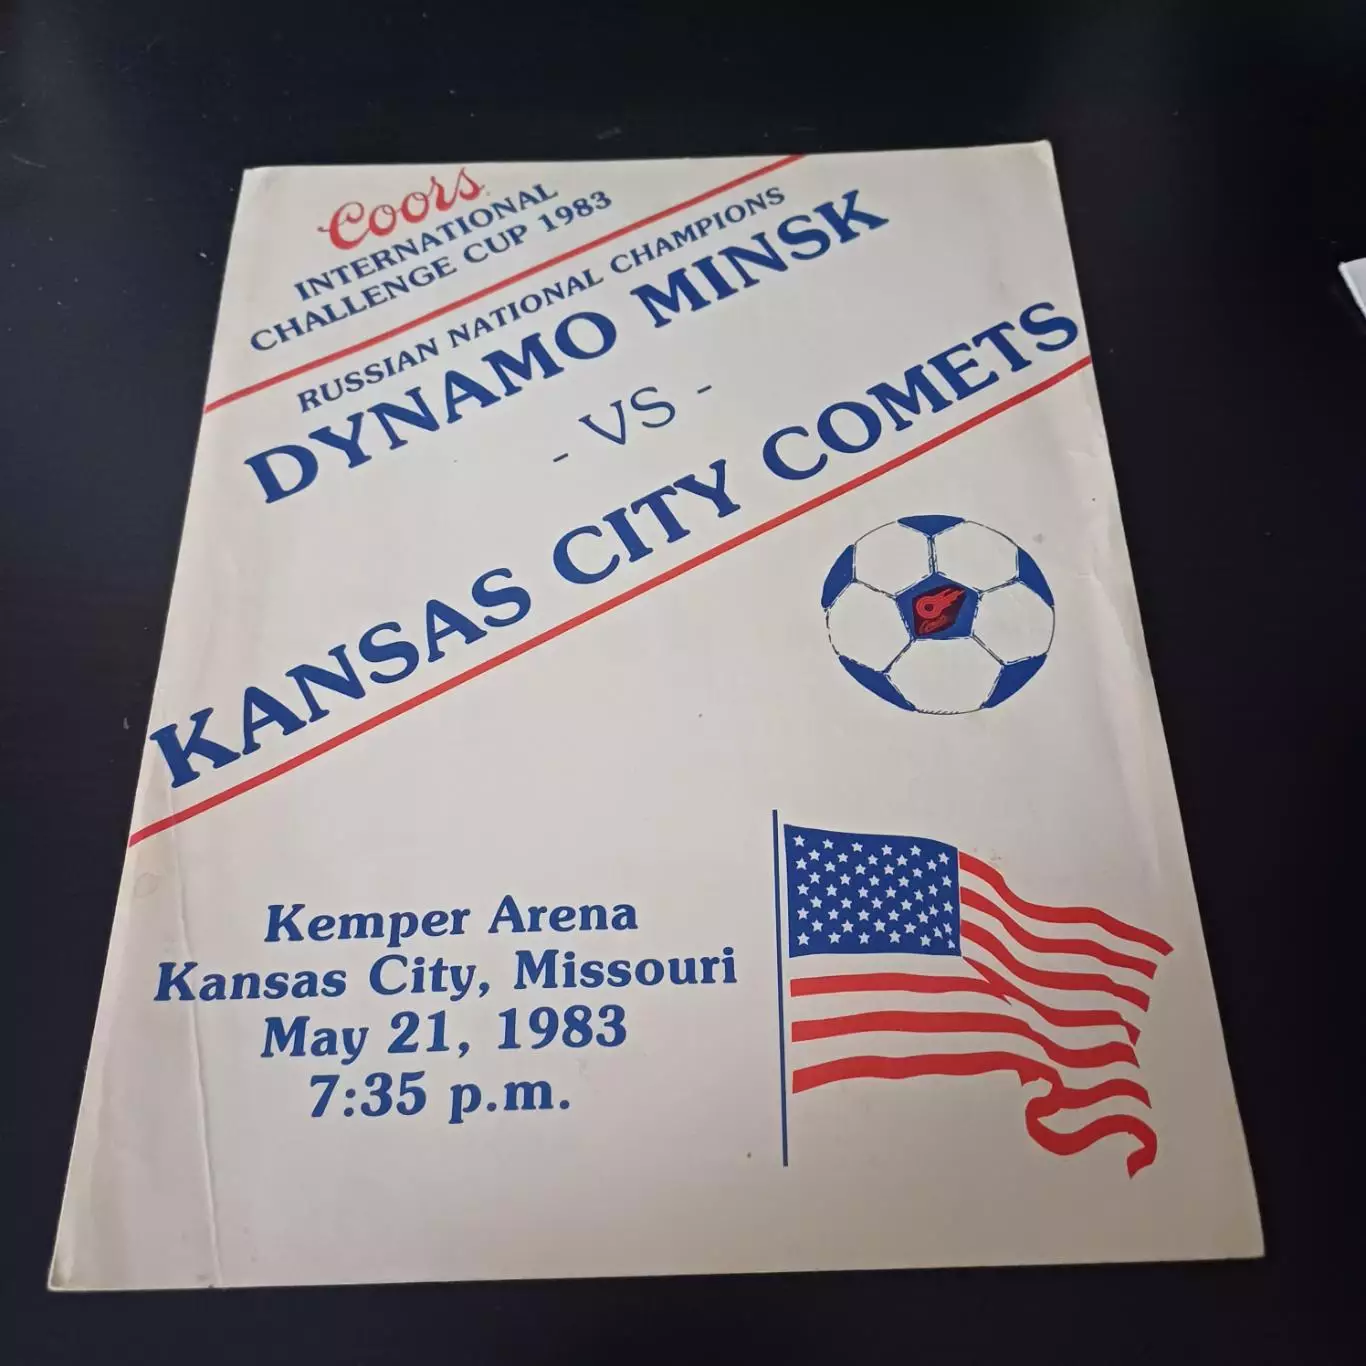 Coors
INTERNATIONAL
CHALLENGE CUP 1983
RUSSIAN NATIONAL CHAMPIONS
DYNAMO MINSK
- VS -
KANSAS CITY COMETS
Kemper Arena
Kansas City, Missouri
May 21, 1983
7:35 p.m.